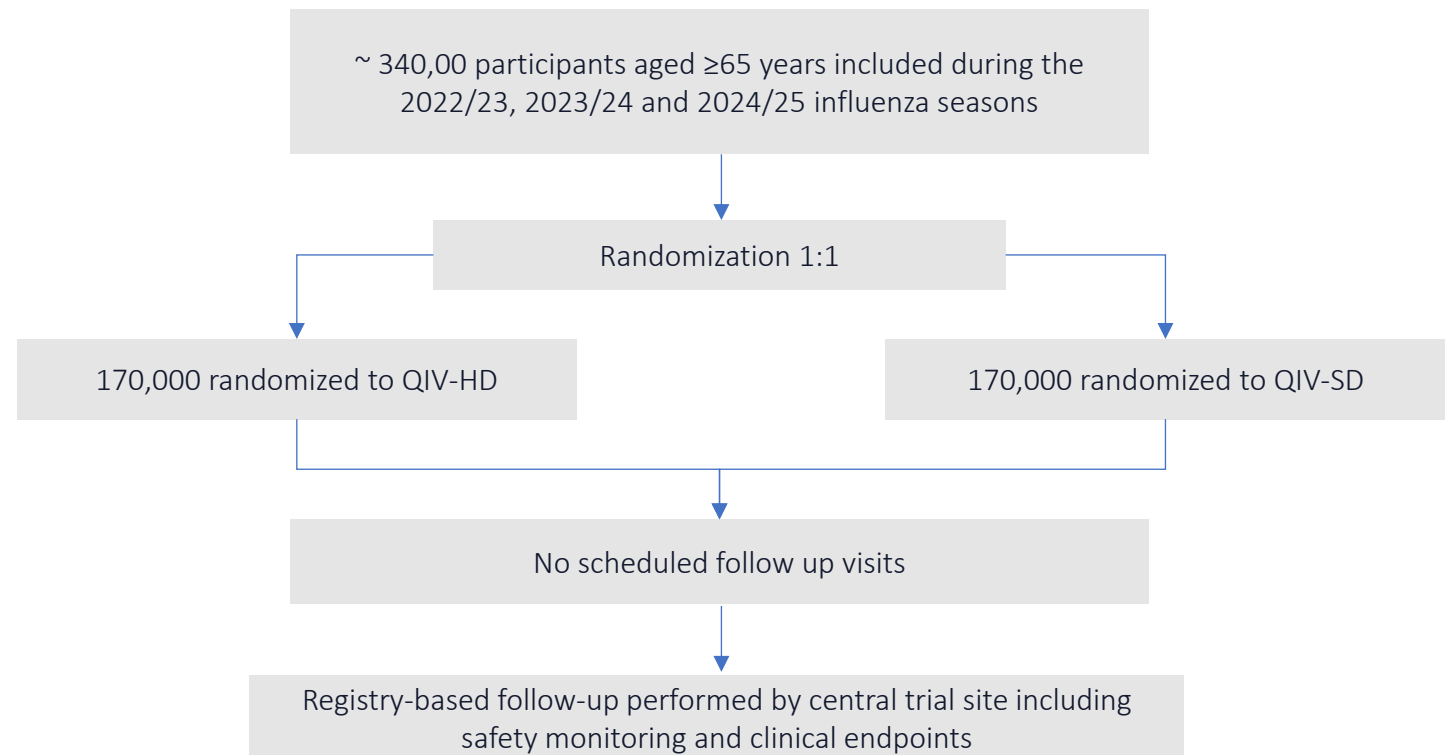 ~ 340,00 participants aged ≥65 years included during the
2022/23, 2023/24 and 2024/25 influenza seasons
Randomization 1:1
170,000 randomized to QIV-HD
170,000 randomized to QIV-SD
No scheduled follow up visits
Registry-based follow-up performed by central trial site including
safety monitoring and clinical endpoints